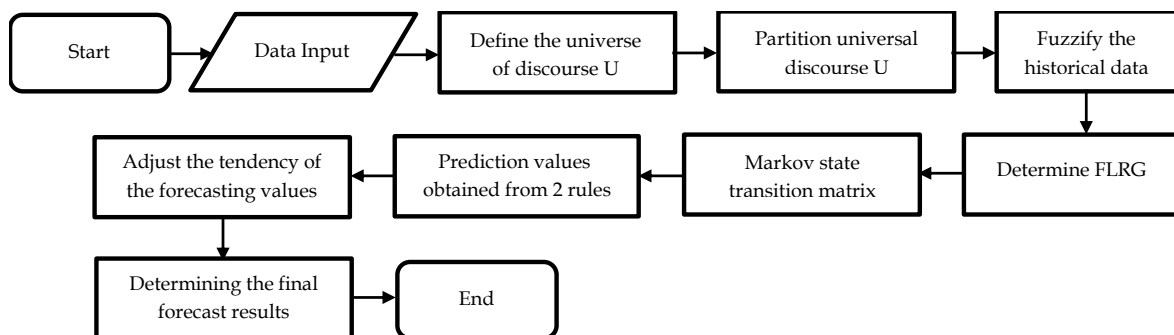 Start
Data Input
Define the universe
of discourse U
Partition universal
discourse U
Fuzzify the
historical data
Determine FLRG
Markov state
transition matrix
Prediction values
obtained from 2 rules
Adjust the tendency of
the forecasting values
Determining the final
forecast results
End